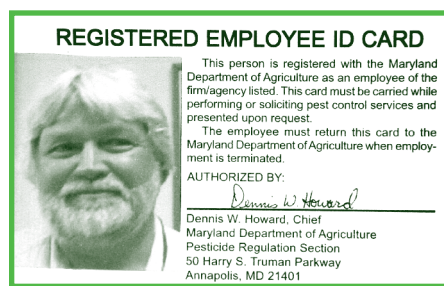 REGISTERED EMPLOYEE ID CARD
This person is registered with the Maryland
Department of Agriculture as an employee of the
firm/agency listed. This card must be carried while
performing or soliciting pest control services and
presented upon request.
The employee must return this card to the
Maryland Department of Agriculture when employ-
ment is terminated.
AUTHORIZED BY:
Dennis W. Howard
Dennis W. Howard, Chief
Maryland Department of Agriculture
Pesticide Regulation Section
50 Harry S. Truman Parkway
Annapolis, MD 21401